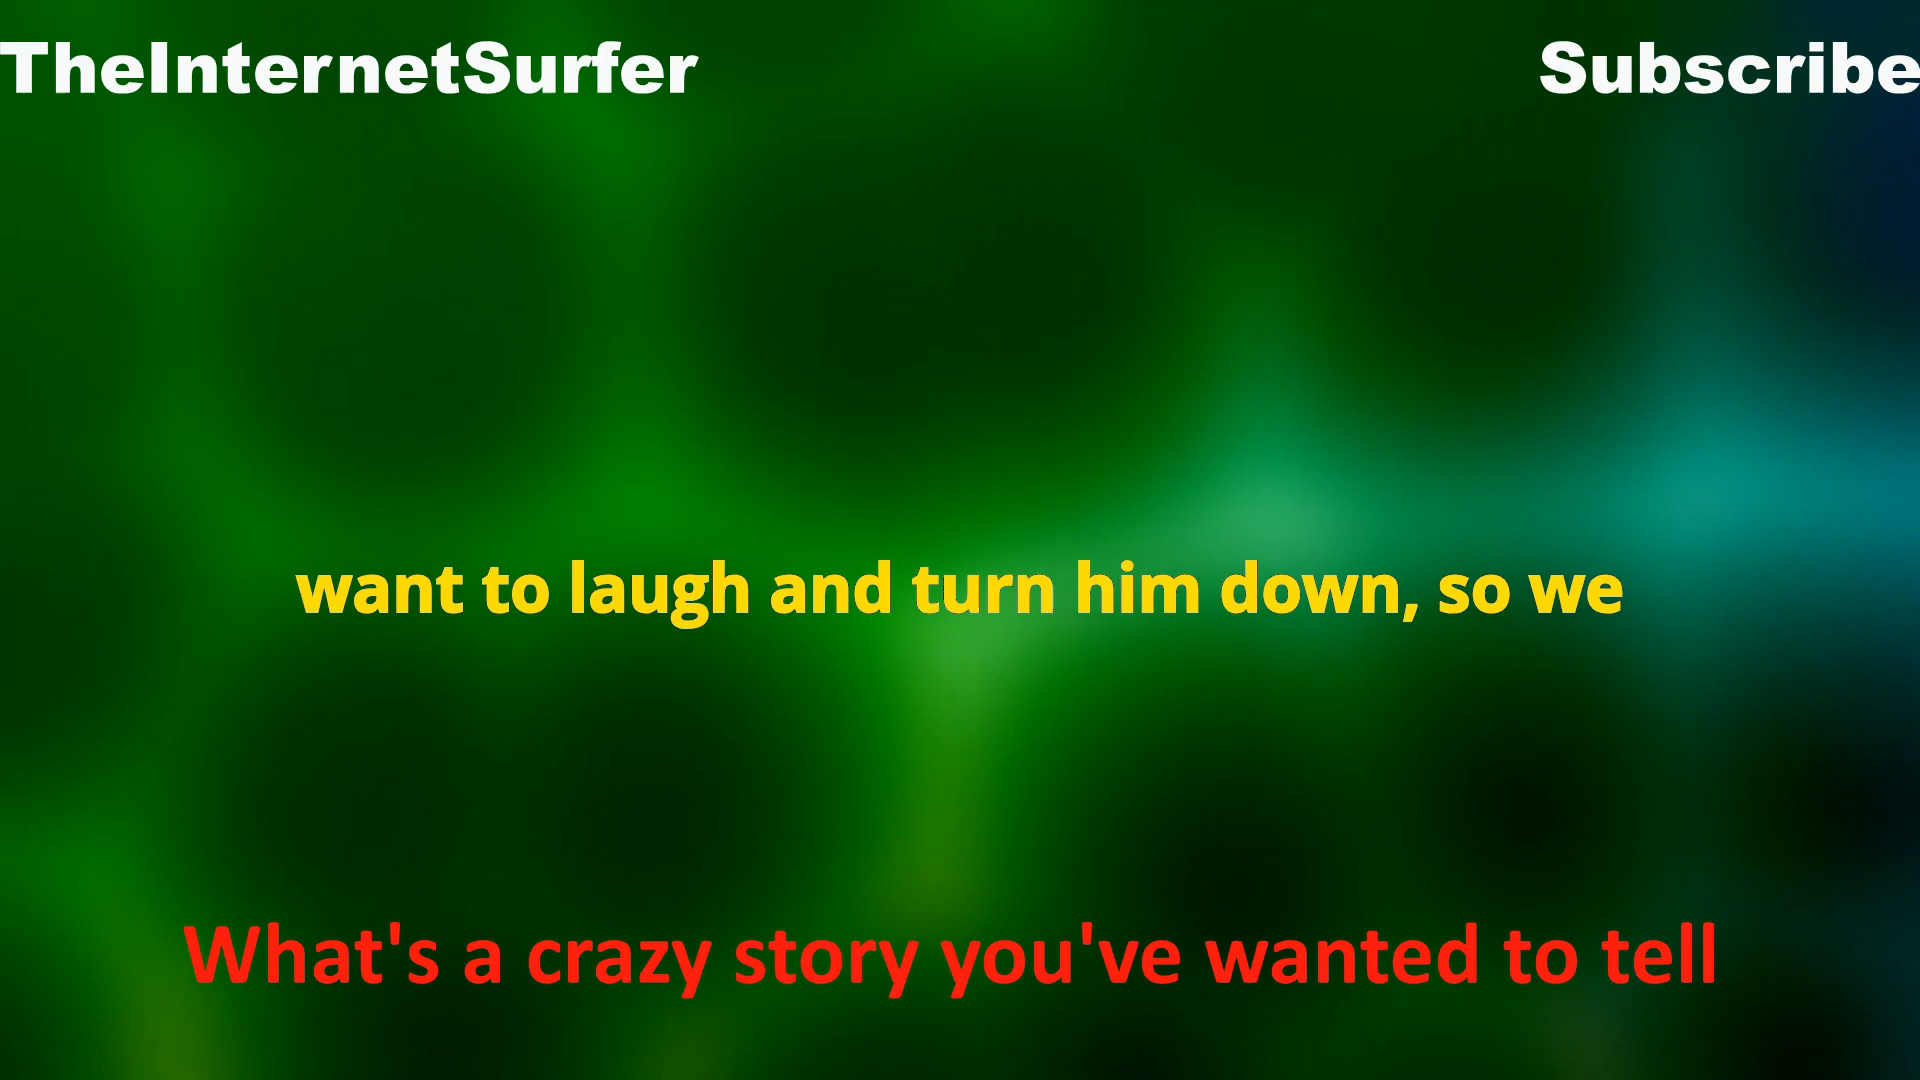 TheInternetSurfer
Subscribe
want to laugh and turn him down, so we
What's a crazy story you've wanted to tell